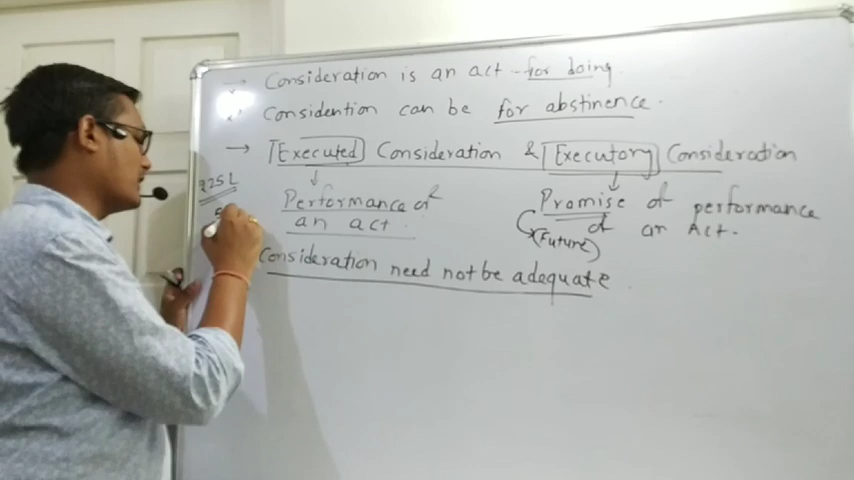 → Consideration is an act for doing.
Considention can be for abstinence.
→ Executed Consideration & Executory Consideration
₹25L
Performance of an act.
Promise of performance of an Act.
(Future)
Consideration need not be adequate.